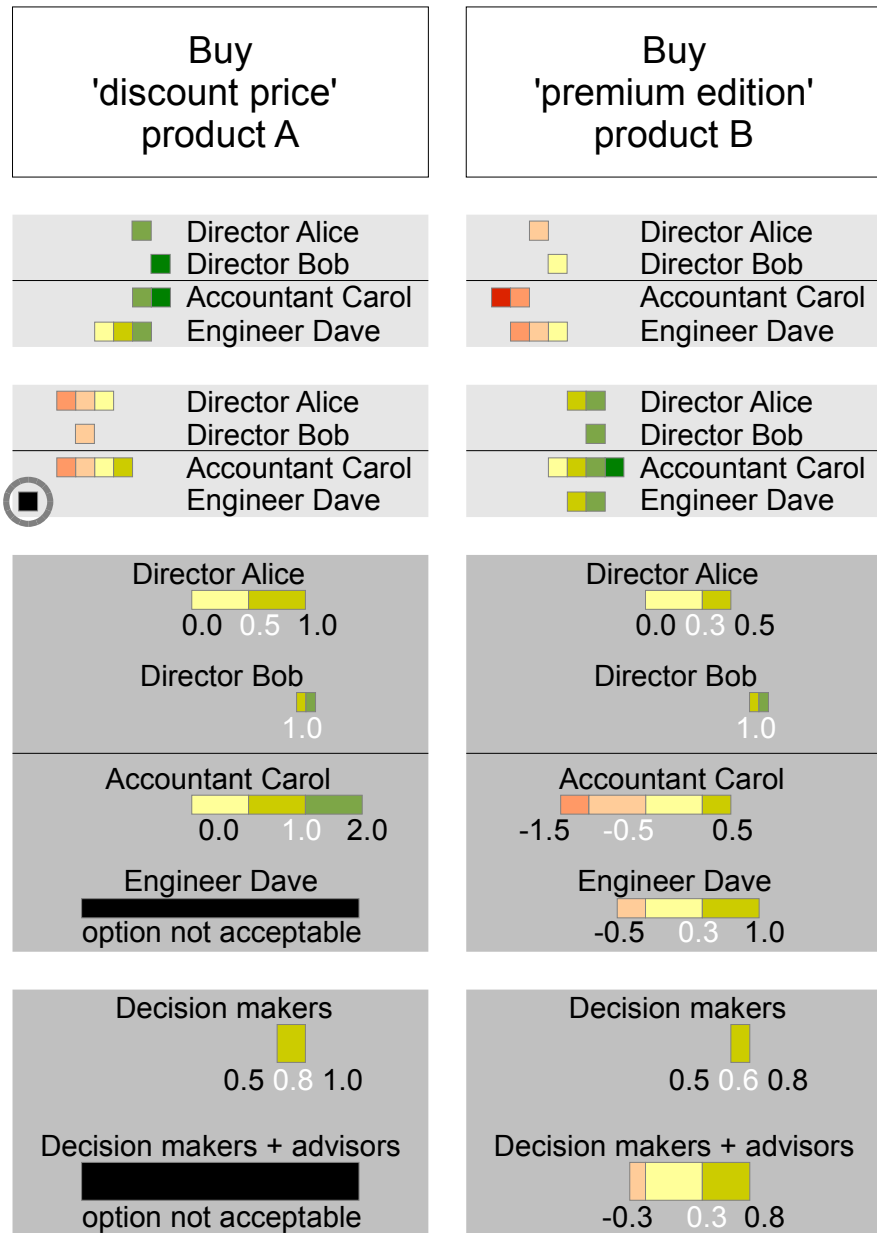 Buy
'discount price'
product A
Director Alice
Director Bob
Accountant Carol
Engineer Dave
Director Alice
Director Bob
Accountant Carol
Engineer Dave
Director Alice
0.0 0.5 1.0
Director Bob
1.0
Accountant Carol
0.0 1.0 2.0
Engineer Dave
option not acceptable
Decision makers
0.5 0.8 1.0
Decision makers + advisors
option not acceptable
Buy
'premium edition'
product B
Director Alice
Director Bob
Accountant Carol
Engineer Dave
Director Alice
Director Bob
Accountant Carol
Engineer Dave
Director Alice
0.0 0.3 0.5
Director Bob
1.0
Accountant Carol
-1.5 -0.5 0.5
Engineer Dave
-0.5 0.3 1.0
Decision makers
0.5 0.6 0.8
Decision makers + advisors
-0.3 0.3 0.8